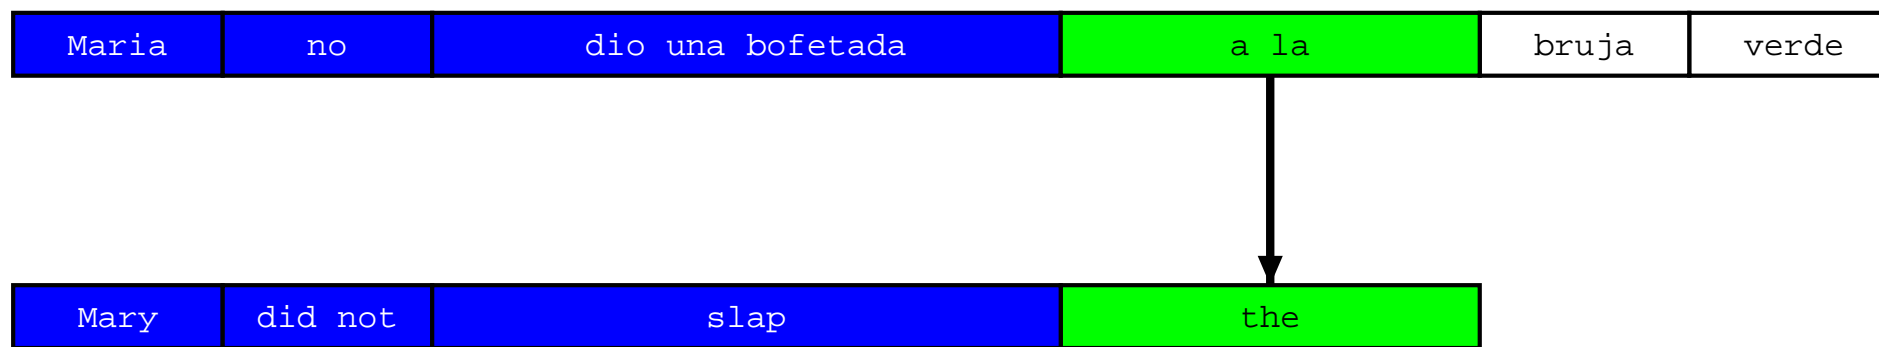 Maria no dio una bofetada a la bruja verde
Mary did not slap the